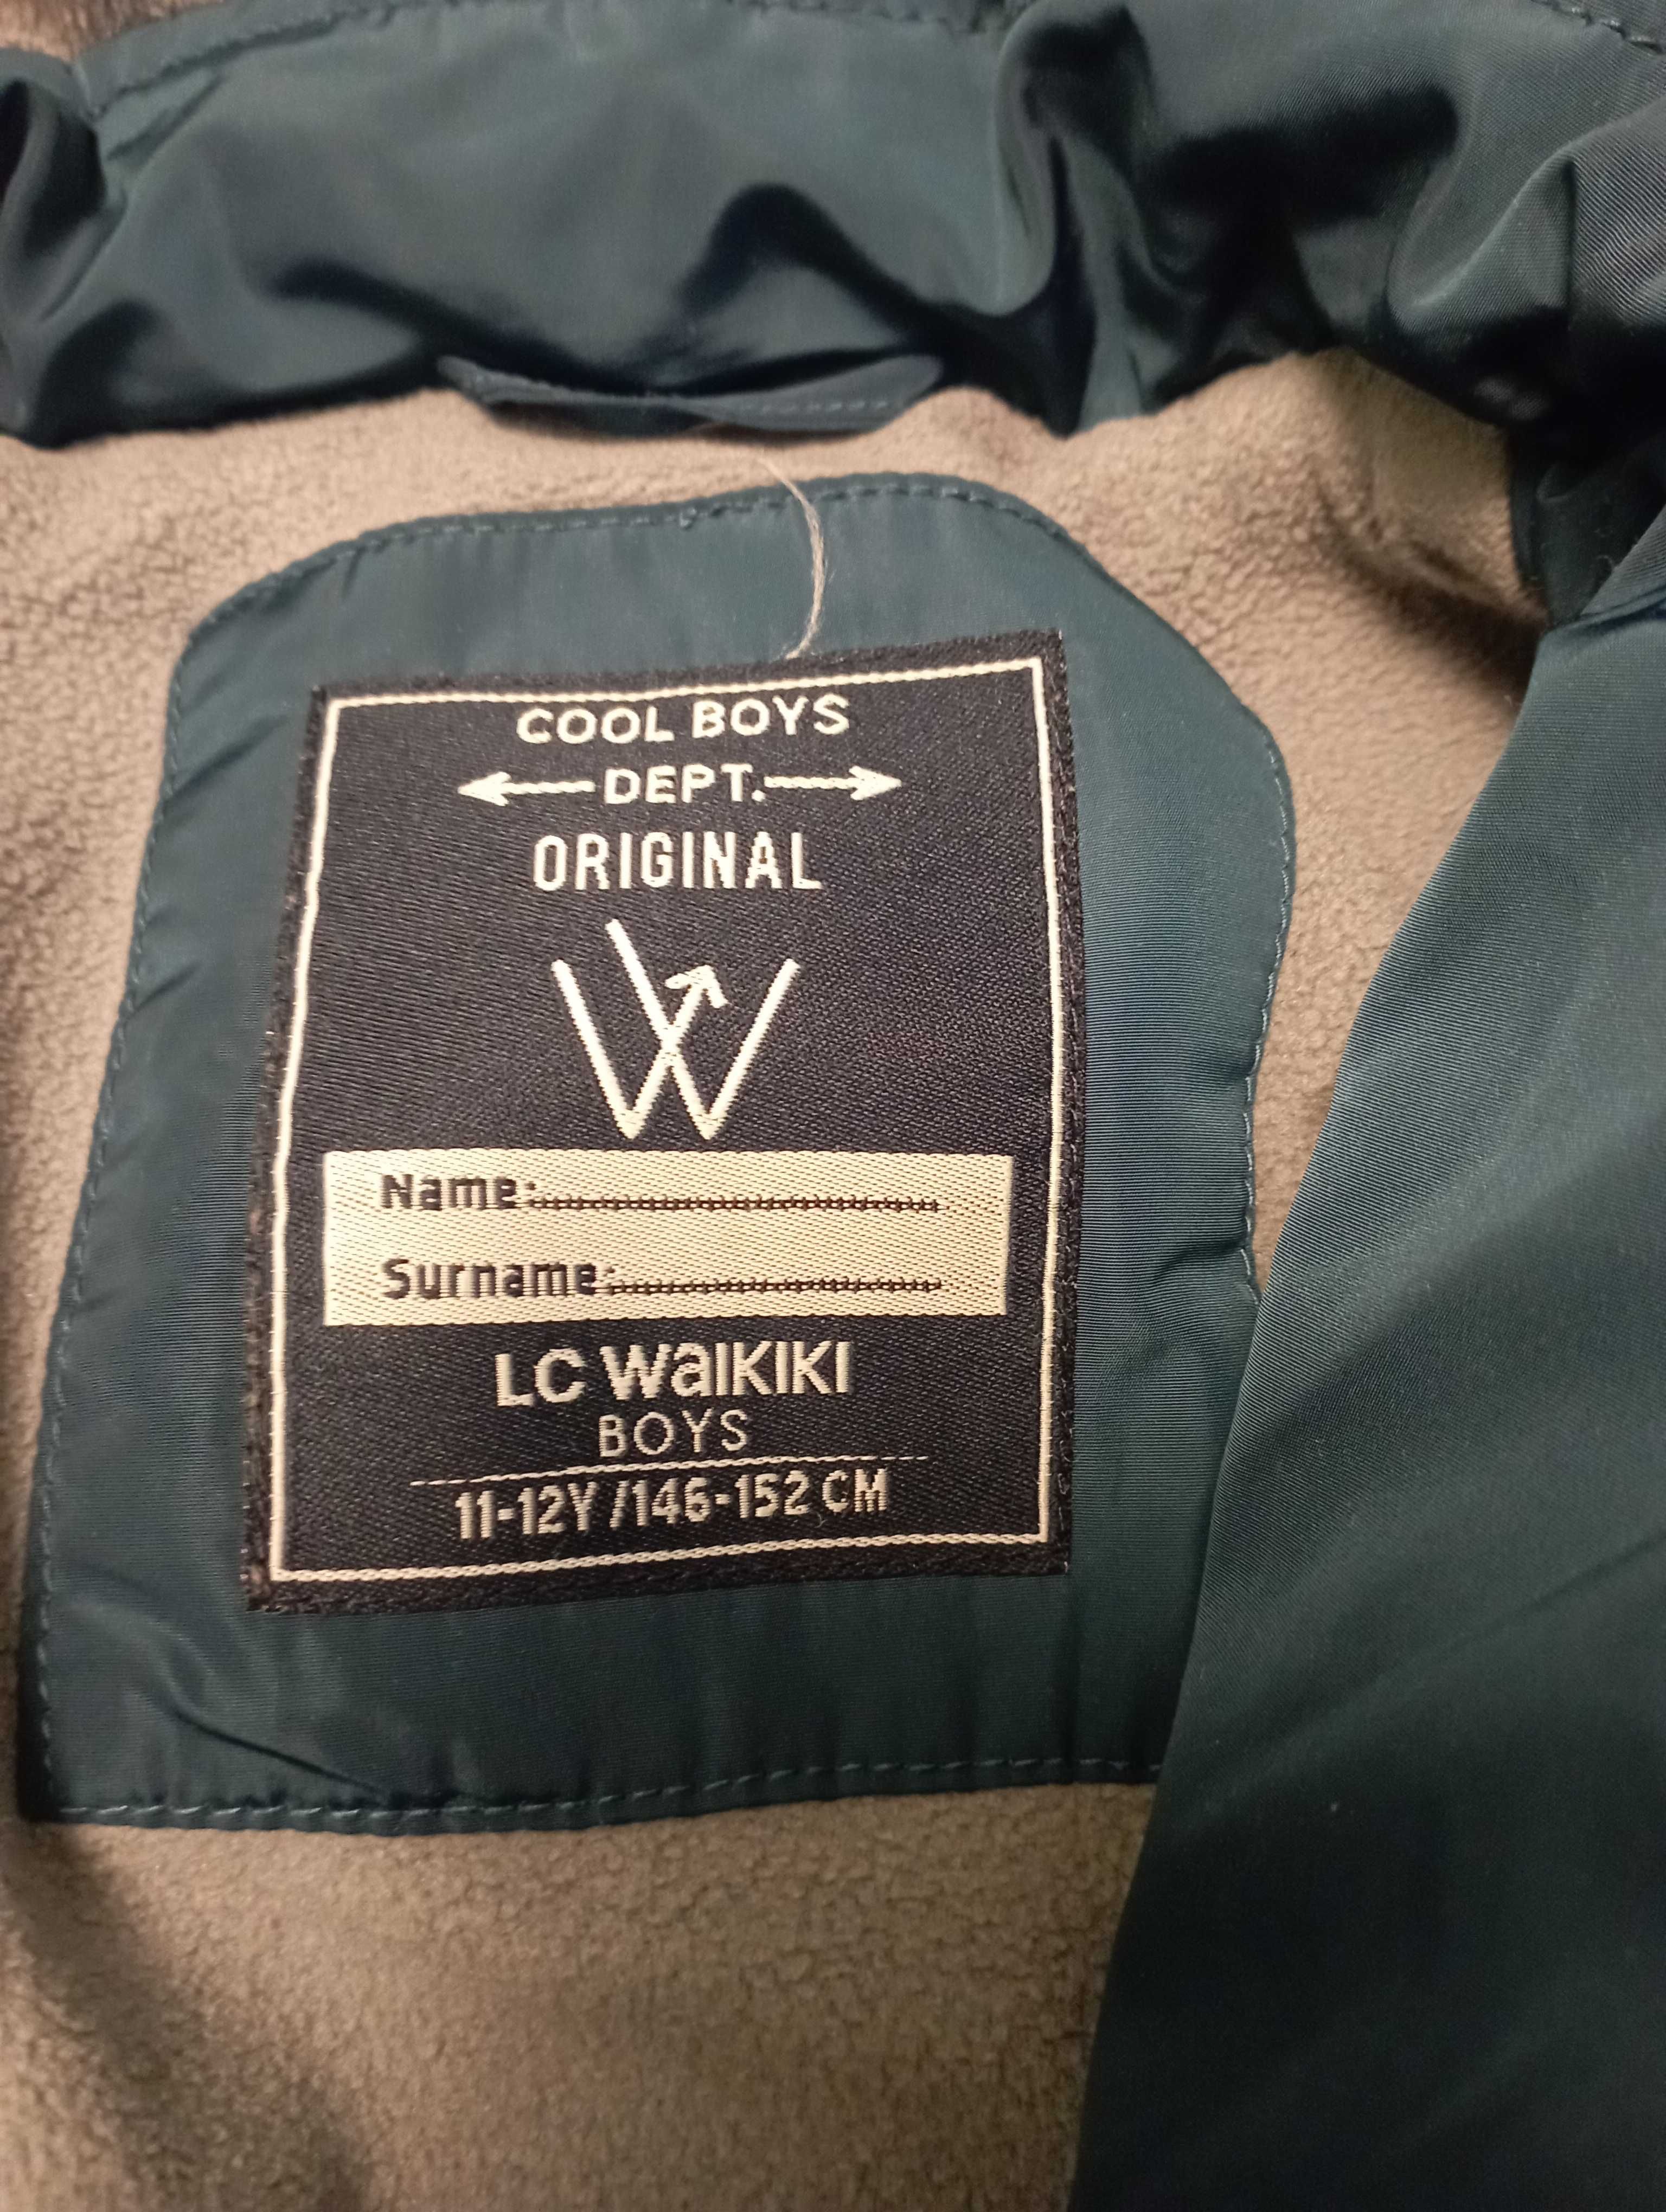 COOL BOYS
DEPT.
ORIGINAL
W
Name:
Surname:
LC WaIKIKI
BOYS
11-12Y /146-152 CM